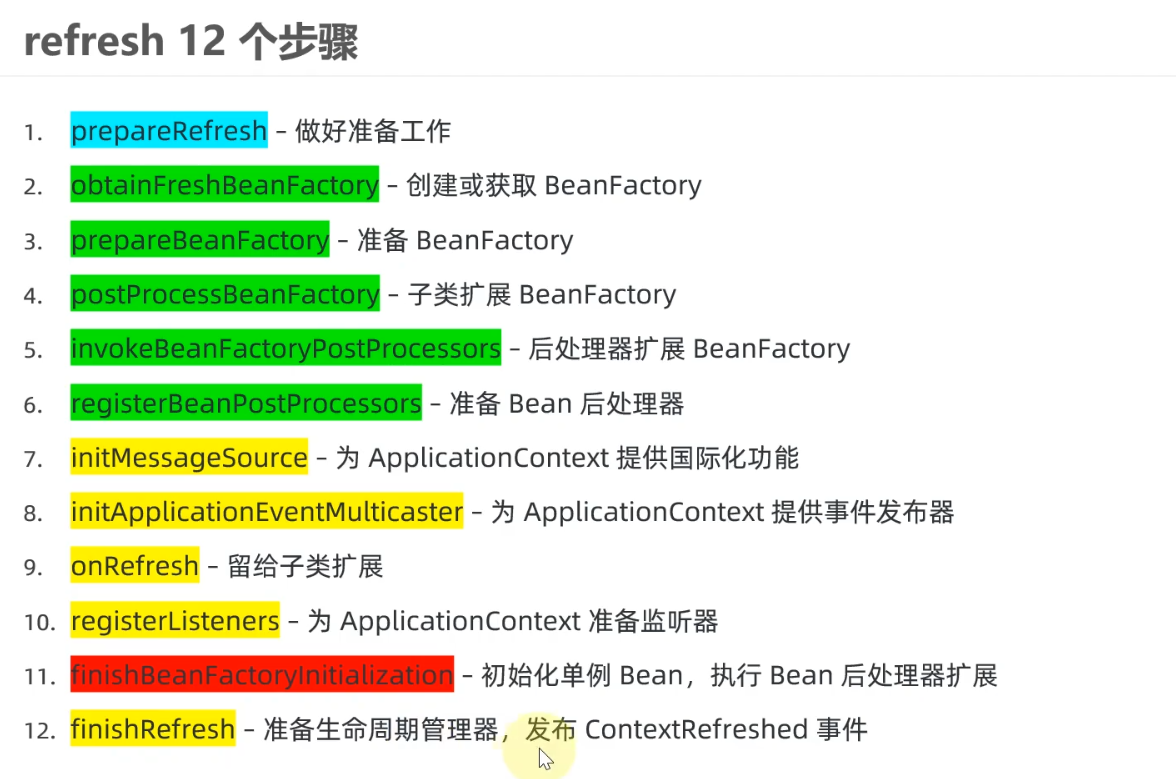 refresh 12 个步骤
1. prepareRefresh – 做好准备工作
2. obtainFreshBeanFactory – 创建或获取 BeanFactory
3. prepareBeanFactory – 准备 BeanFactory
4. postProcessBeanFactory – 子类扩展 BeanFactory
5. invokeBeanFactoryPostProcessors – 后处理器扩展 BeanFactory
6. registerBeanPostProcessors – 准备 Bean 后处理器
7. initMessageSource – 为 ApplicationContext 提供国际化功能
8. initApplicationEventMulticaster – 为 ApplicationContext 提供事件发布器
9. onRefresh – 留给子类扩展
10. registerListeners – 为 ApplicationContext 准备监听器
11. finishBeanFactoryInitialization – 初始化单例 Bean，执行 Bean 后处理器扩展
12. finishRefresh – 准备生命周期管理器，发布 ContextRefreshed 事件